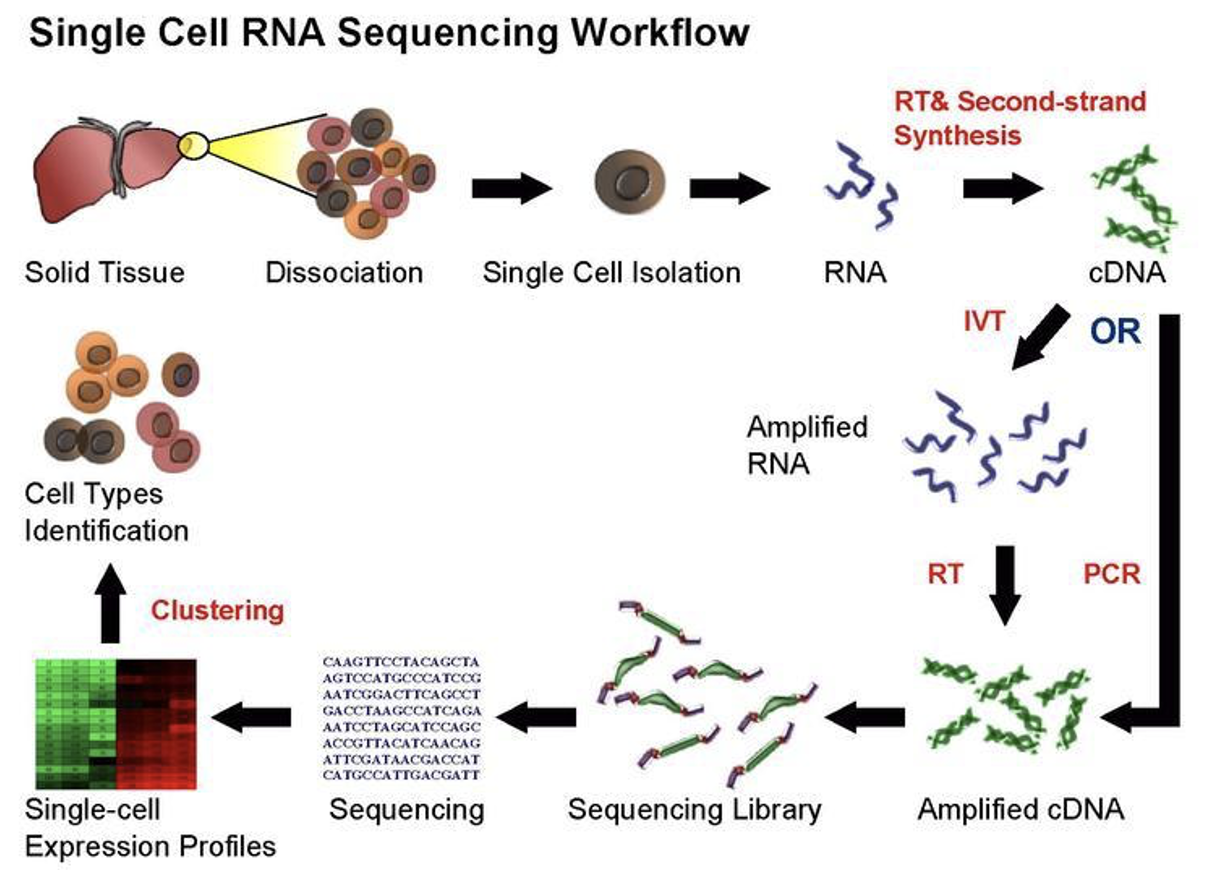 Single Cell RNA Sequencing Workflow
RT& Second-strand
Synthesis
Solid Tissue
Dissociation
Single Cell Isolation
RNA
cDNA
IVT
OR
Amplified
RNA
RT
PCR
Amplified cDNA
Sequencing Library
CAAGTTCCTACAGCTA
AGTCCATGCCCATCCG
AATCGGACTTCAGCCT
GACCTAAGCCATCAGA
AATCCTAGCATCCAGC
ACCGTTACATCAACAG
ATTCGATAACGACCAT
CATGCCATTGACGATT
Sequencing
Single-cell
Expression Profiles
Clustering
Cell Types
Identification